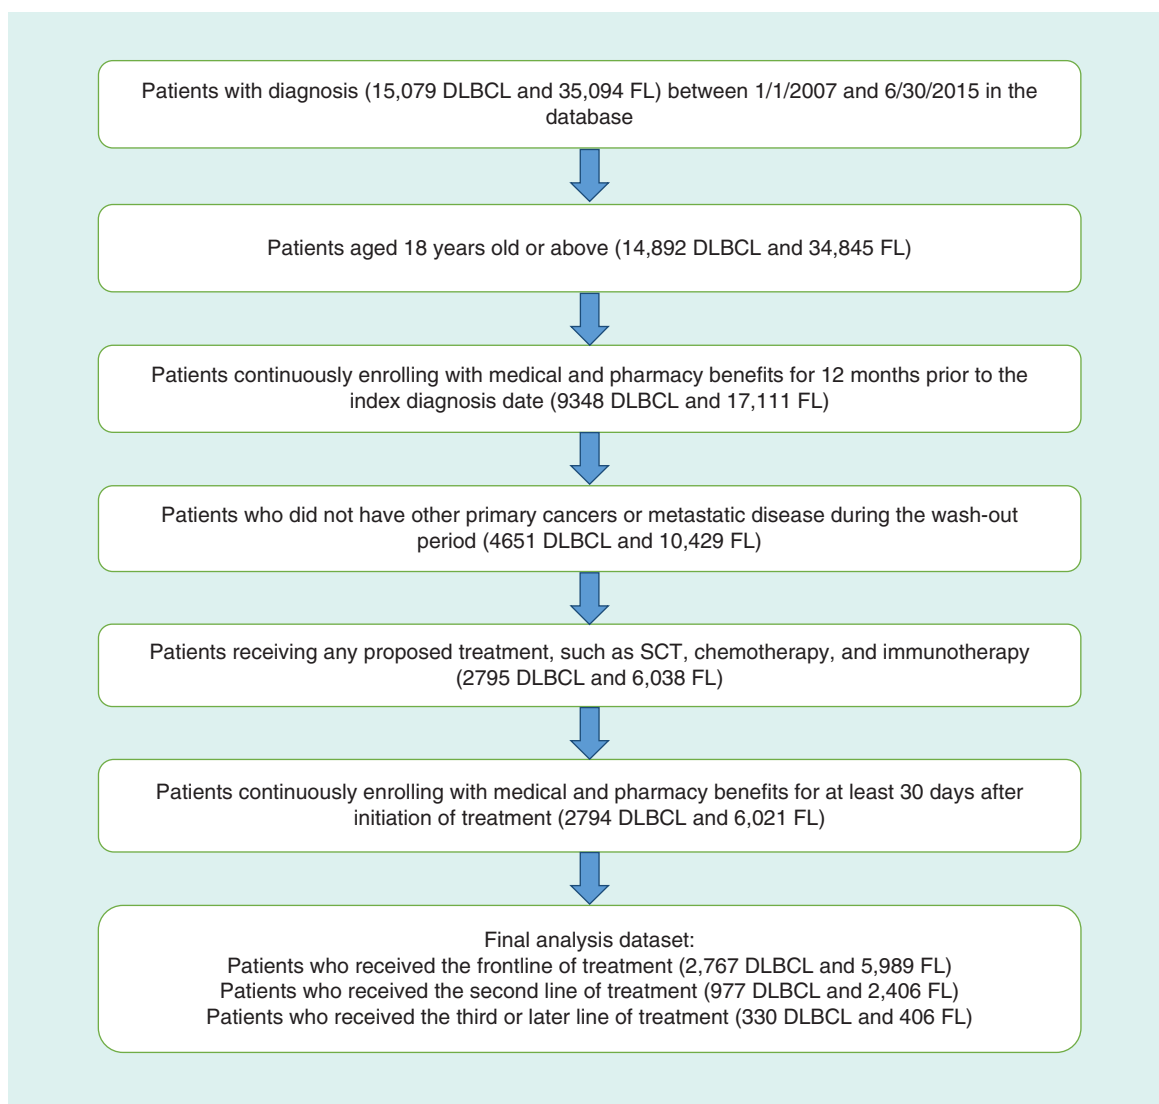 Patients with diagnosis (15,079 DLBCL and 35,094 FL) between 1/1/2007 and 6/30/2015 in the
database
Patients aged 18 years old or above (14,892 DLBCL and 34,845 FL)
Patients continuously enrolling with medical and pharmacy benefits for 12 months prior to the
index diagnosis date (9348 DLBCL and 17,111 FL)
Patients who did not have other primary cancers or metastatic disease during the wash-out
period (4651 DLBCL and 10,429 FL)
Patients receiving any proposed treatment, such as SCT, chemotherapy, and immunotherapy
(2795 DLBCL and 6,038 FL)
Patients continuously enrolling with medical and pharmacy benefits for at least 30 days after
initiation of treatment (2794 DLBCL and 6,021 FL)
Final analysis dataset:
Patients who received the frontline of treatment (2,767 DLBCL and 5,989 FL)
Patients who received the second line of treatment (977 DLBCL and 2,406 FL)
Patients who received the third or later line of treatment (330 DLBCL and 406 FL)